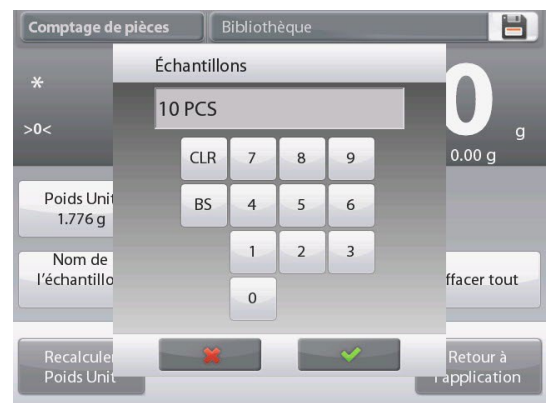 Comptage de pièces
Bibliothèque
*
>0<
0
g
0.00 g
Échantillons
10 PCS
CLR 7 8 9
BS 4 5 6
1 2 3
0
Poids Unit
1.776 g
Nom de
l'échantillo
ffacer tout
Recalcule
Poids Unit
Retour à
l'application